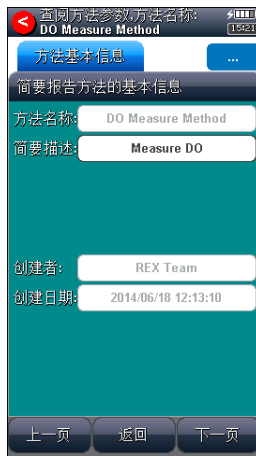 查阅方法参数,方法名称:
DO Measure Method
15:21
方法基本信息
...
简要报告方法的基本信息
方法名称: DO Measure Method
简要描述: Measure DO
创建者: REX Team
创建日期: 2014/06/18 12:13:10
上一页 返回 下一页